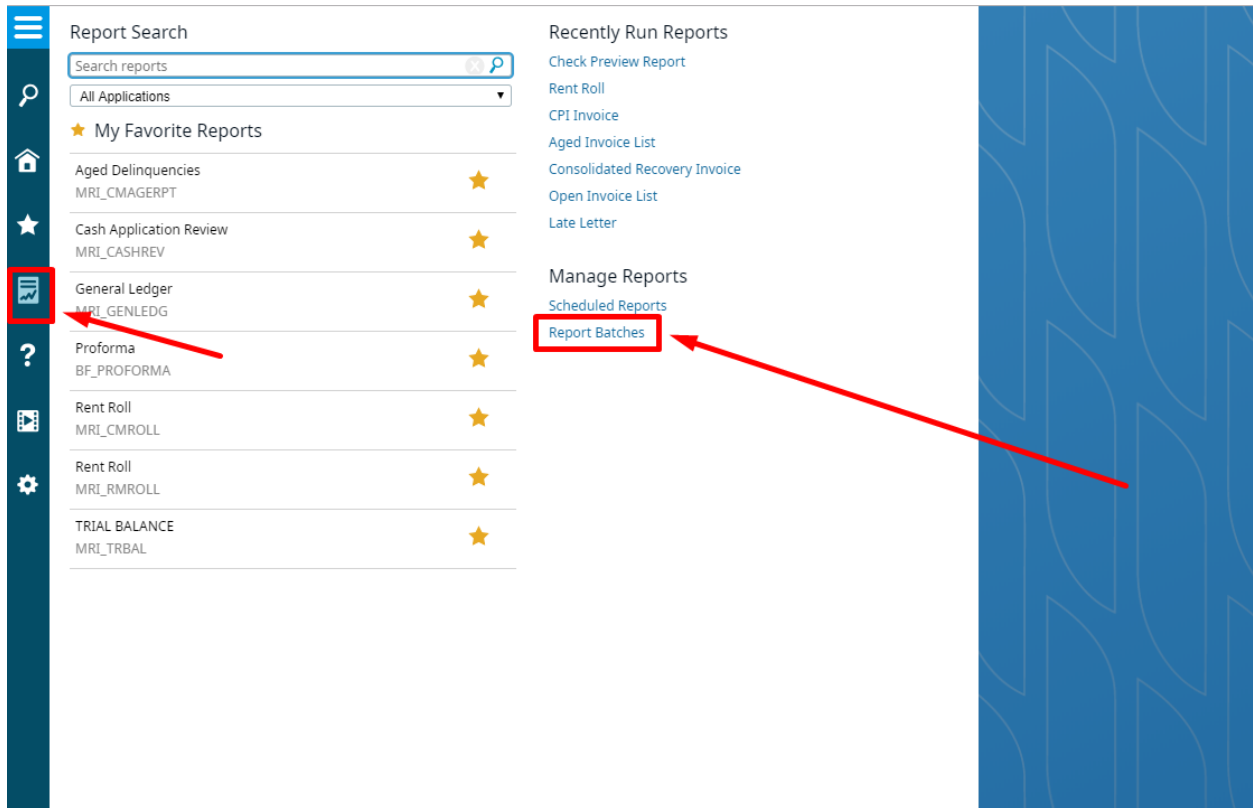 Report Search
Search reports
All Applications
My Favorite Reports
Aged Delinquencies
MRI_CMAGERPT
Cash Application Review
MRI_CASHREV
General Ledger
MRI_GENLEDG
Proforma
BF_PROFORMA
Rent Roll
MRI_CMROLL
Rent Roll
MRI_RMROLL
TRIAL BALANCE
MRI_TRBAL
Recently Run Reports
Check Preview Report
Rent Roll
CPI Invoice
Aged Invoice List
Consolidated Recovery Invoice
Open Invoice List
Late Letter
Manage Reports
Scheduled Reports
Report Batches